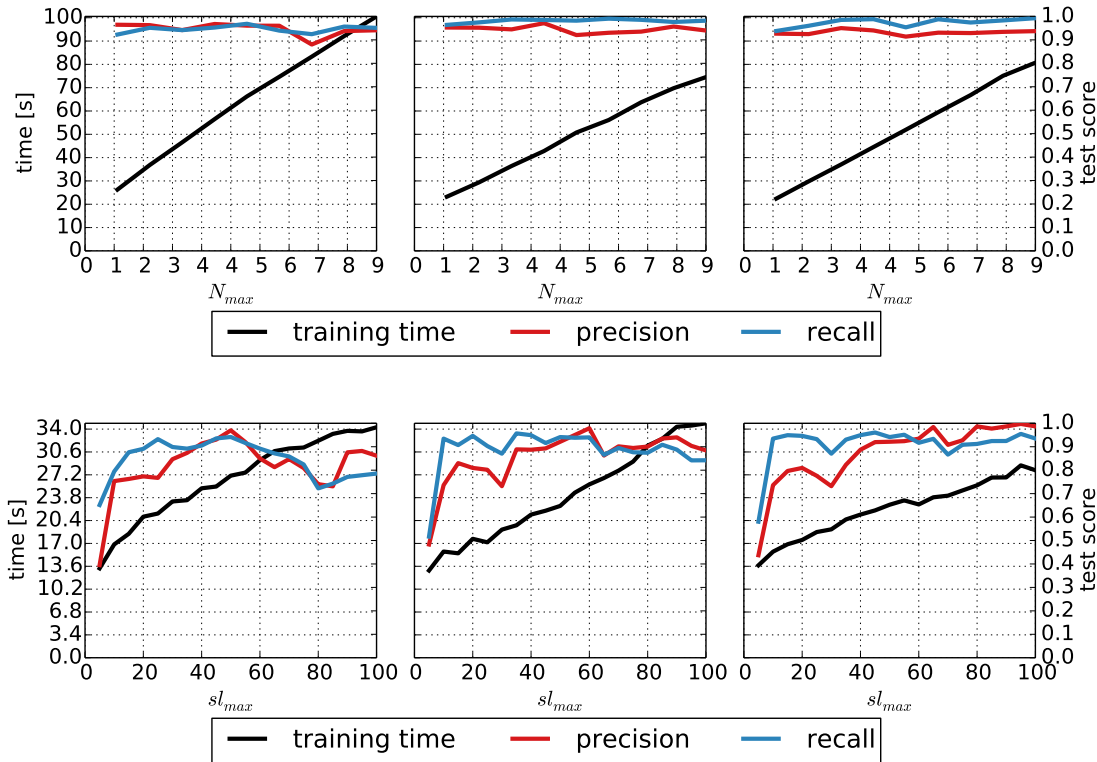 100
90
80
70
60
50
40
30
20
10
0
time [s]
0 1 2 3 4 4 5 6 7 8 9
N_max
0 1 2 3 4 4 5 6 7 8 9
N_max
0 1 2 3 4 4 5 6 7 8 9
N_max
1.0
0.9
0.8
0.7
0.6
0.5
0.4
0.3
0.2
0.1
0.0
test score
training time precision recall
34.0
30.6
27.2
23.8
20.4
17.0
13.6
10.2
6.8
3.4
0.0
time [s]
0 20 40 60 80 100
sl_max
0 20 40 60 80 100
sl_max
0 20 40 60 80 100
sl_max
1.0
0.9
0.8
0.7
0.6
0.5
0.4
0.3
0.2
0.1
0.0
test score
training time precision recall